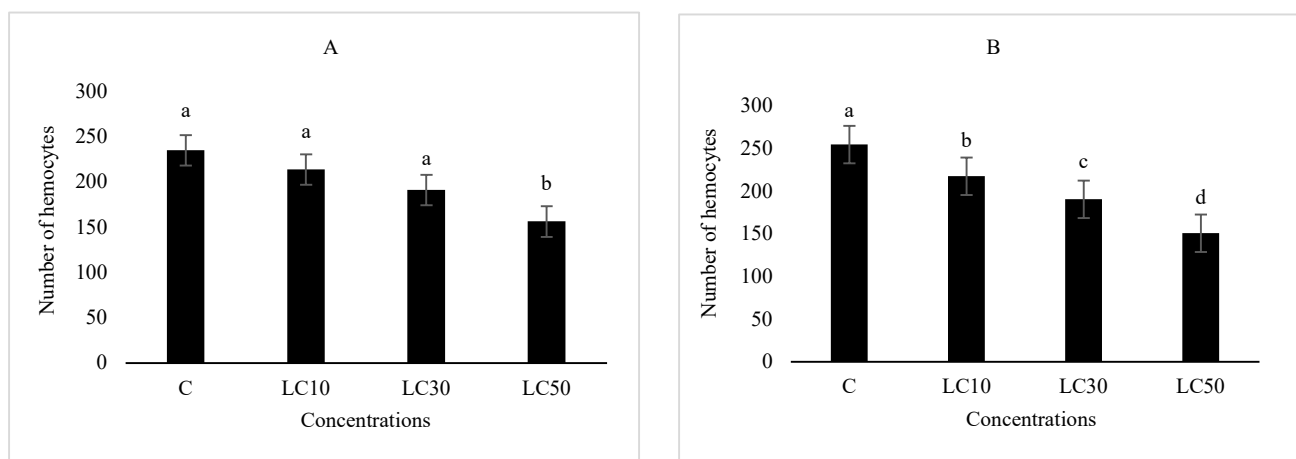 A
Number of hemocytes
300
250
200
150
100
50
0
a
a
a
b
C
LC10
LC30
LC50
Concentrations
B
Number of hemocytes
300
250
200
150
100
50
0
a
b
c
d
C
LC10
LC30
LC50
Concentrations